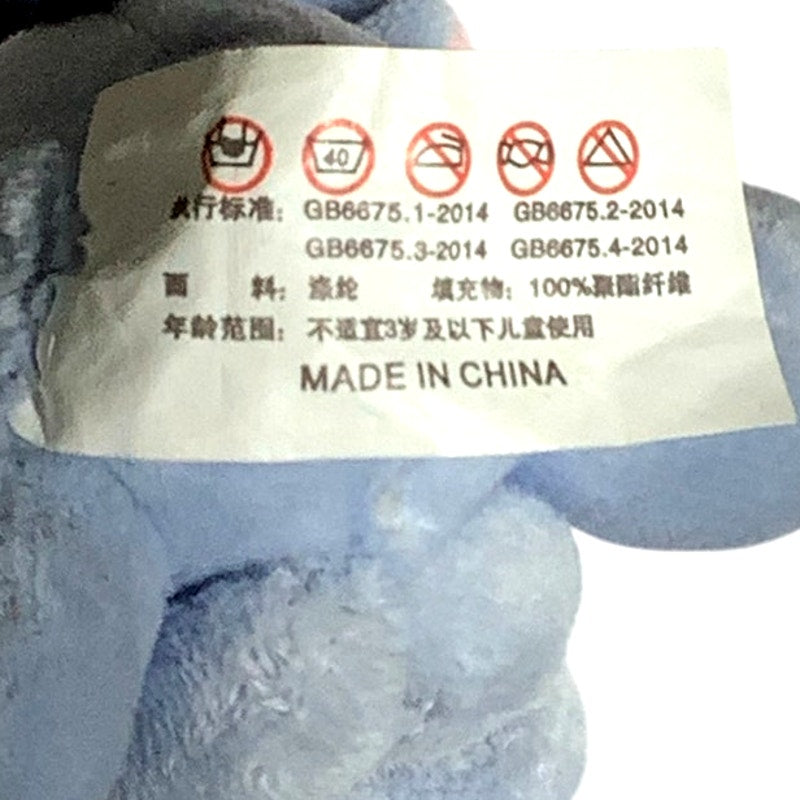 40
执行标准：GB6675.1-2014 GB6675.2-2014
GB6675.3-2014 GB6675.4-2014
面 料：涤纶 填充物：100%聚酯纤维
年龄范围：不适宜3岁及以下儿童使用
MADE IN CHINA